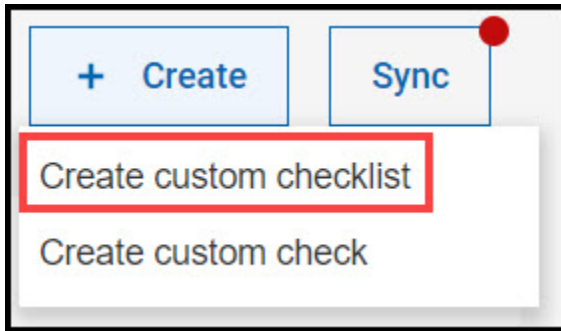 + Create
Sync
Create custom checklist
Create custom check